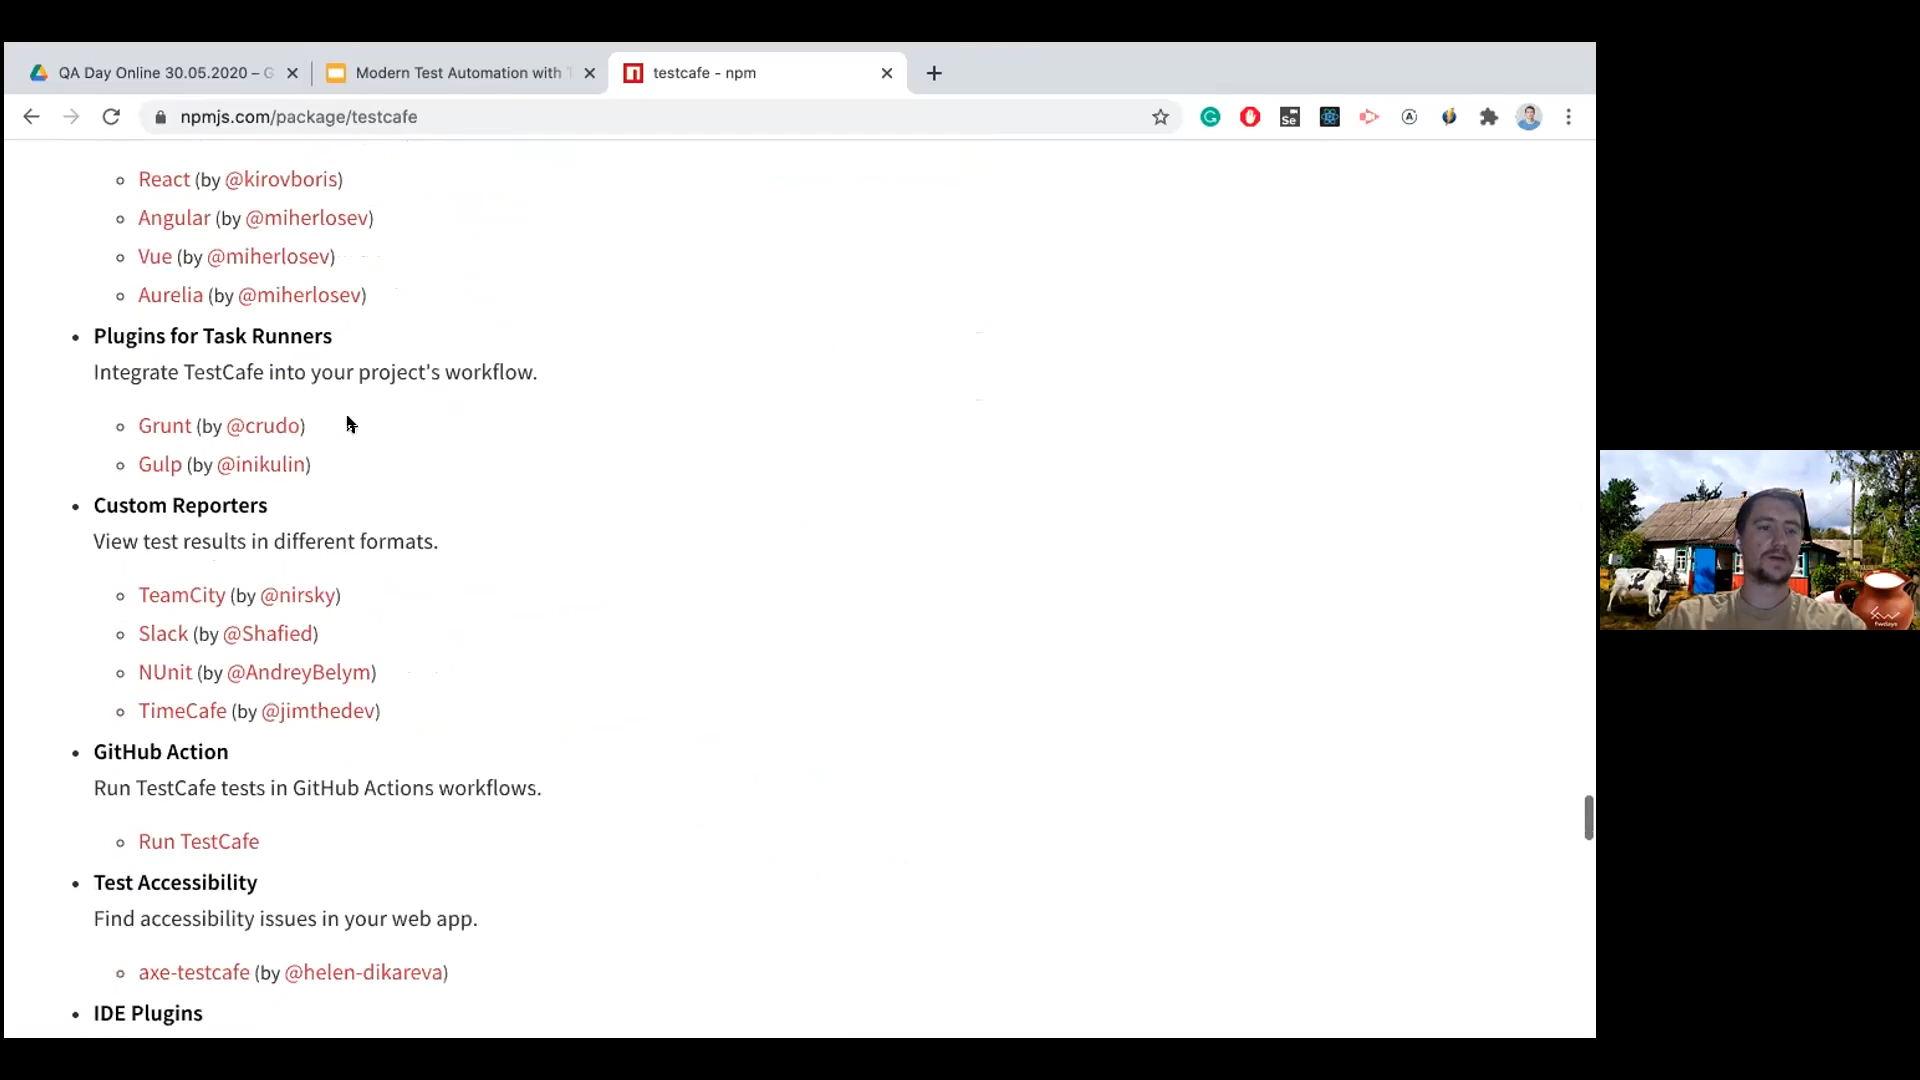 QA Day Online 30.05.2020 – G
Modern Test Automation with T
testcafe - npm
npmjs.com/package/testcafe
Se
React (by @kirovboris)
Angular (by @miherlosev)
Vue (by @miherlosev)
Aurelia (by @miherlosev)
Plugins for Task Runners
Integrate TestCafe into your project's workflow.
Grunt (by @crudo)
Gulp (by @inikulin)
Custom Reporters
View test results in different formats.
TeamCity (by @nirsky)
Slack (by @Shafied)
NUnit (by @AndreyBelym)
TimeCafe (by @jimthedev)
GitHub Action
Run TestCafe tests in GitHub Actions workflows.
Run TestCafe
Test Accessibility
Find accessibility issues in your web app.
axe-testcafe (by @helen-dikareva)
IDE Plugins
fwdays